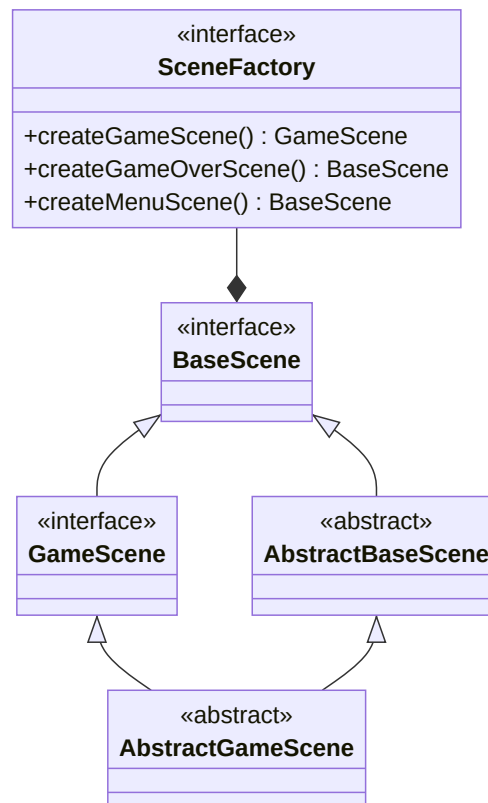 «interface»
SceneFactory
+createGameScene() : GameScene
+createGameOverScene() : BaseScene
+createMenuScene() : BaseScene
«interface»
BaseScene
«interface»
GameScene
«abstract»
AbstractBaseScene
«abstract»
AbstractGameScene